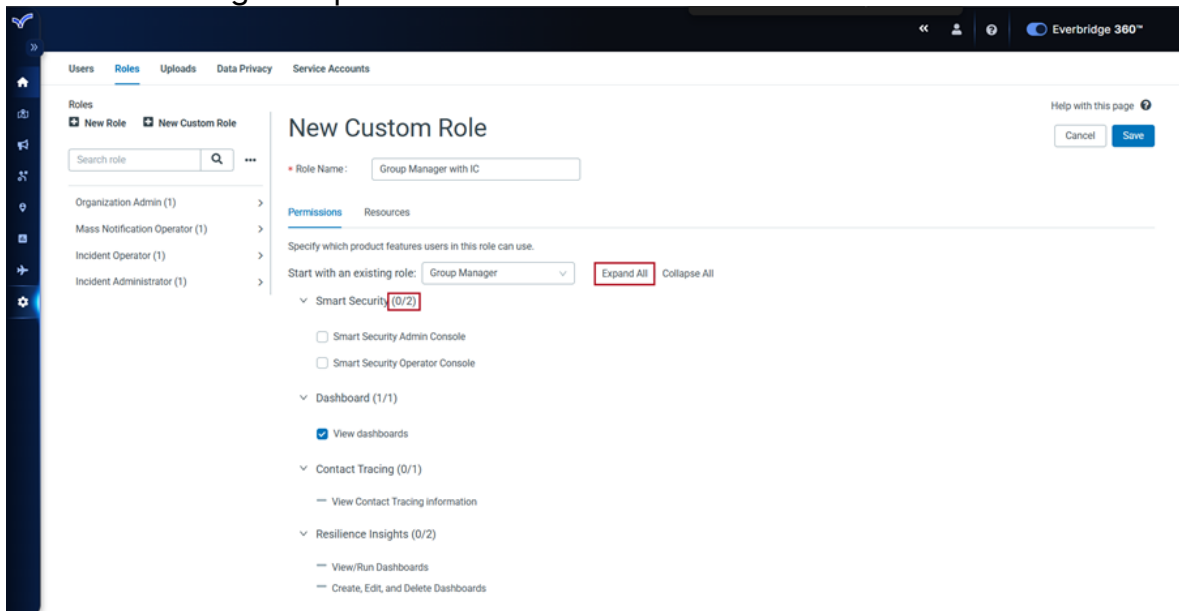 Everbridge 360™
Users Roles Uploads Data Privacy Service Accounts
Roles
New Role New Custom Role
Search role
Organization Admin (1)
Mass Notification Operator (1)
Incident Operator (1)
Incident Administrator (1)
Help with this page
New Custom Role
Cancel Save
* Role Name: Group Manager with IC
Permissions Resources
Specify which product features users in this role can use.
Start with an existing role: Group Manager Expand All Collapse All
Smart Security (0/2)
Smart Security Admin Console
Smart Security Operator Console
Dashboard (1/1)
View dashboards
Contact Tracing (0/1)
View Contact Tracing information
Resilience Insights (0/2)
View/Run Dashboards
Create, Edit, and Delete Dashboards